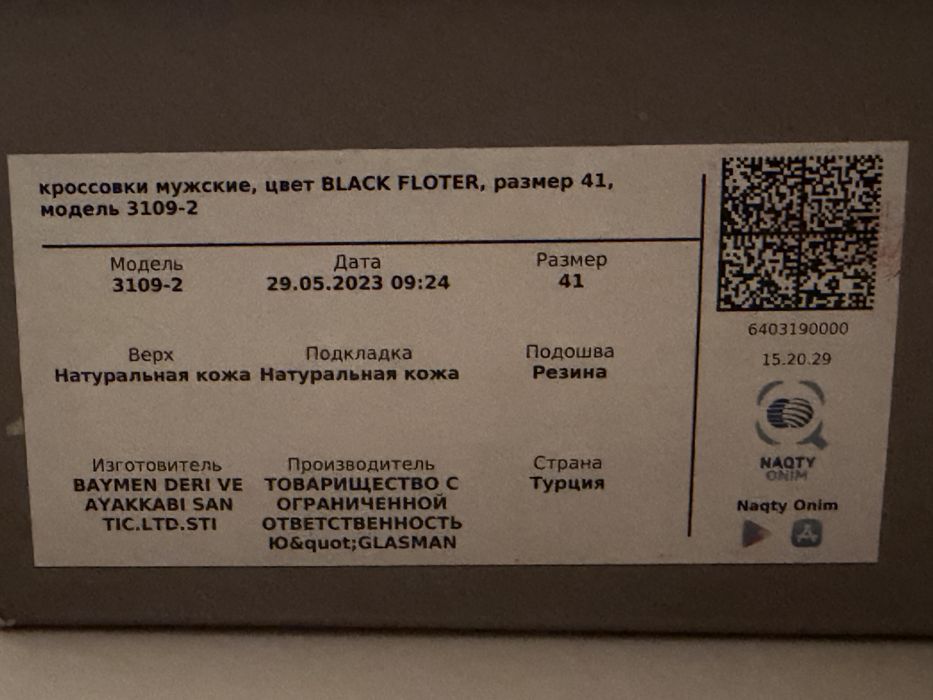 кроссовки мужские, цвет BLACK FLOTER, размер 41,
модель 3109-2
Модель
3109-2
Дата
29.05.2023 09:24
Размер
41
Верх
Натуральная кожа
Подкладка
Натуральная кожа
Подошва
Резина
Изготовитель
BAYMEN DERI VE
AYAKKABI SAN
TIC.LTD.STI
Производитель
ТОВАРИЩЕСТВО С
ОГРАНИЧЕННОЙ
ОТВЕТСТВЕННОСТЬ
Ю&quot;GLASMAN
Страна
Турция
6403190000
15.20.29
NAQTY
ONIM
Naqty Onim